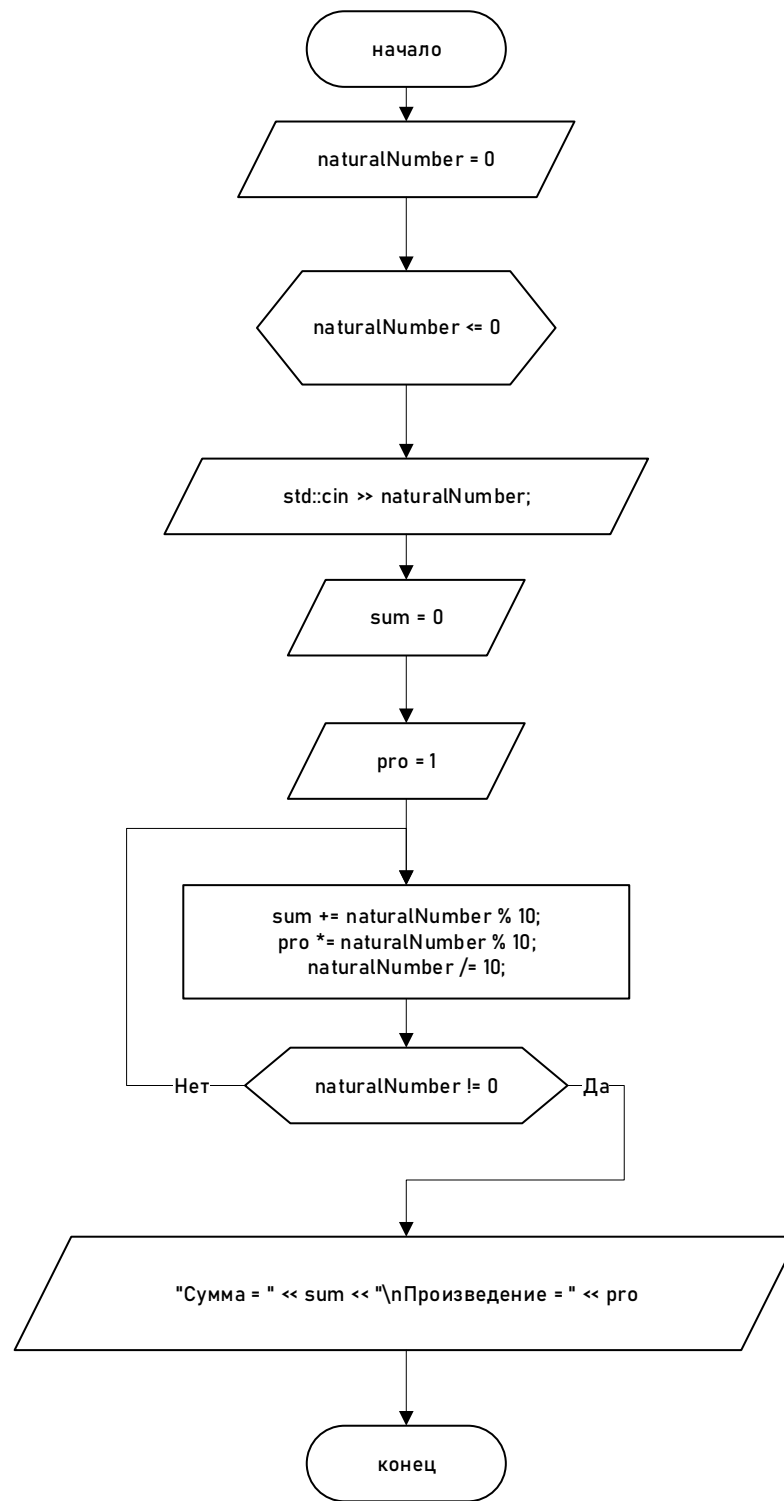 начало
naturalNumber = 0
naturalNumber <= 0
std::cin >> naturalNumber;
sum = 0
pro = 1
sum += naturalNumber % 10;
pro *= naturalNumber % 10;
naturalNumber /= 10;
Нет
naturalNumber != 0
Да
"Сумма = " << sum << "\nПроизведение = " << pro
конец